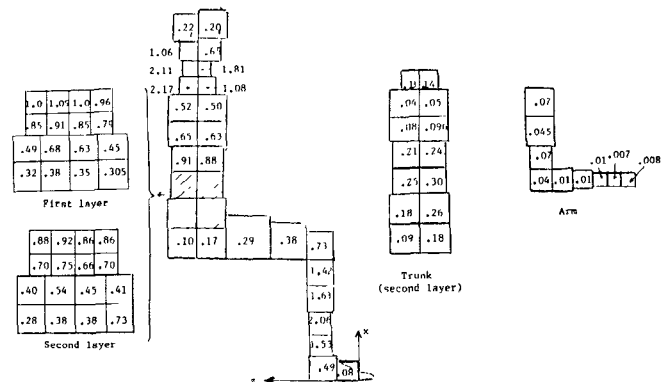 .22 .20
1.06 .69
2.11 1.81
2.17 1.08
.52 .50
.65 .63
.91 .88
.10 .17 .29 .38 .73
1.42
1.63
2.06
.49 .08
x
1.0 1.09 1.0 .96
.85 .91 .85 .79
.49 .68 .63 .45
.32 .38 .35 .305
First layer
.88 .92 .86 .86
.70 .75 .66 .70
.40 .54 .45 .41
.28 .38 .38 .73
Second layer
.14
.04 .05
.08 .096
.21 .24
.25 .30
.18 .26
.09 .18
Trunk
(second layer)
.07
.045
.07
.04 .01 .01 .01 .007 .008
Arm